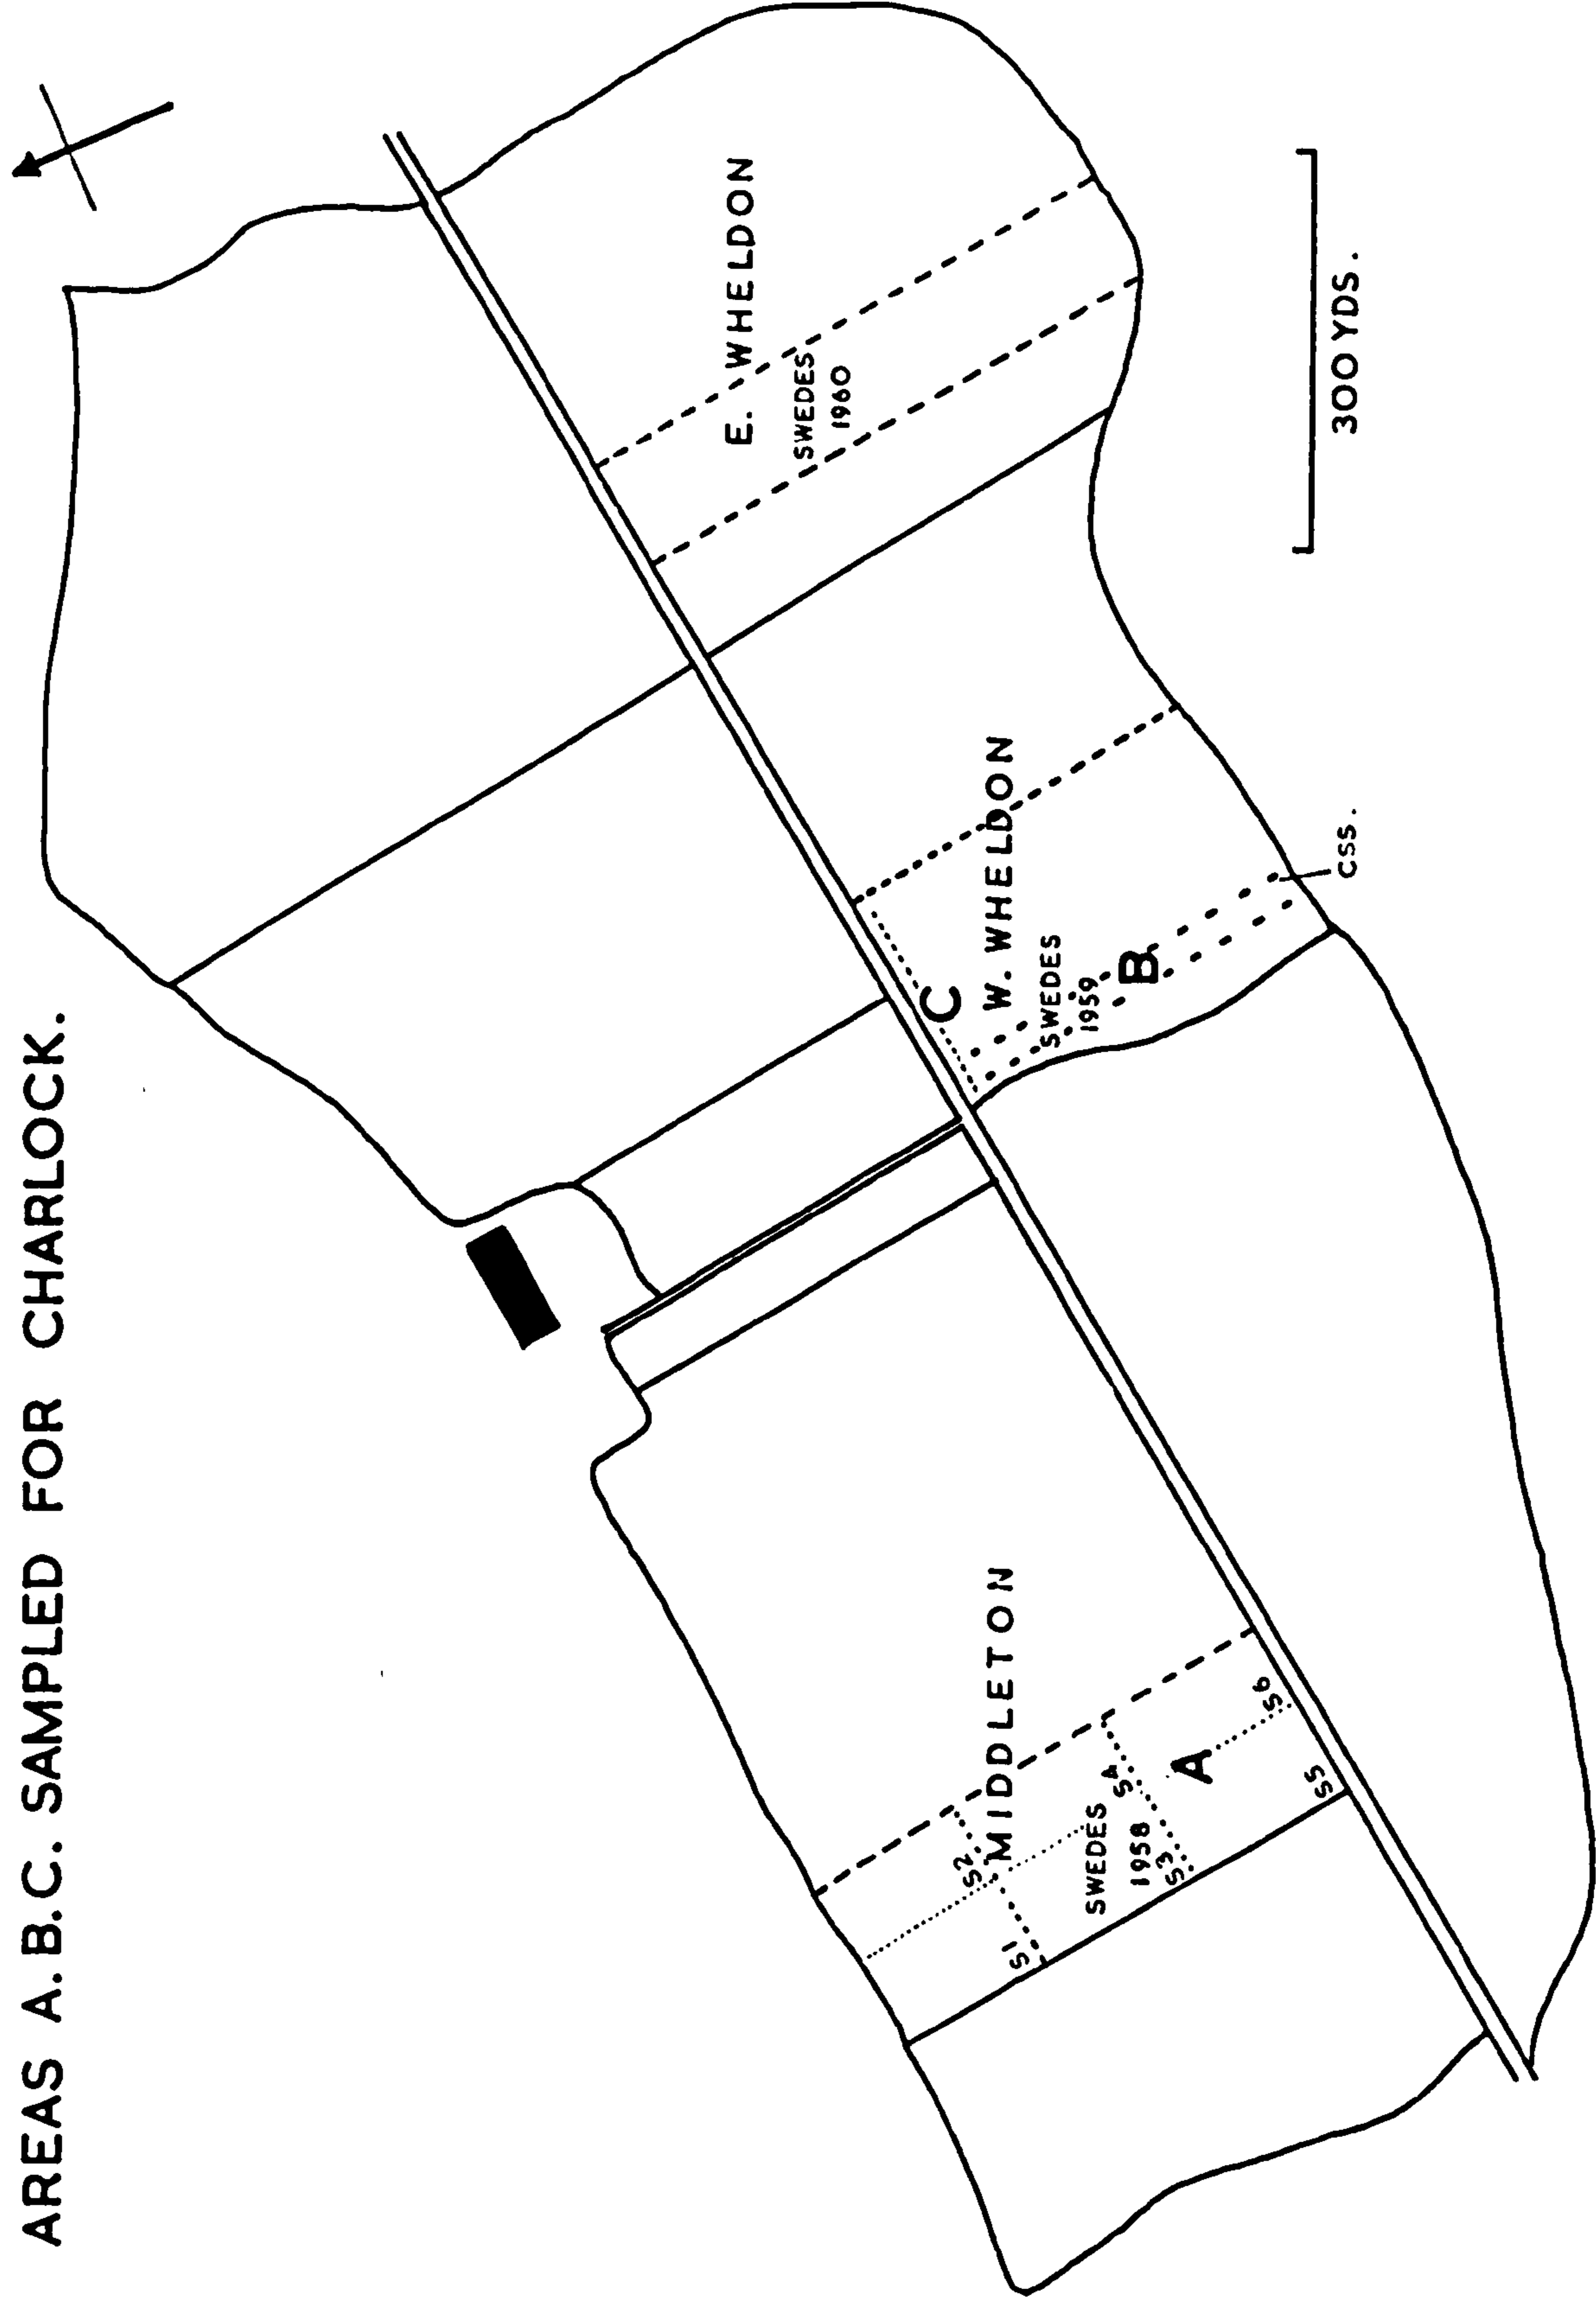 AREAS A.B.C. SAMPLED FOR CHARLOCK.
E. WHELDON
SWEDES
1960
300 YDS.
C
W. WHELDON
SWEDES
1959
B
CSS.
MIDDLETON
S2
S1
SWEDES
1958
S4
S3
A
S6
S5